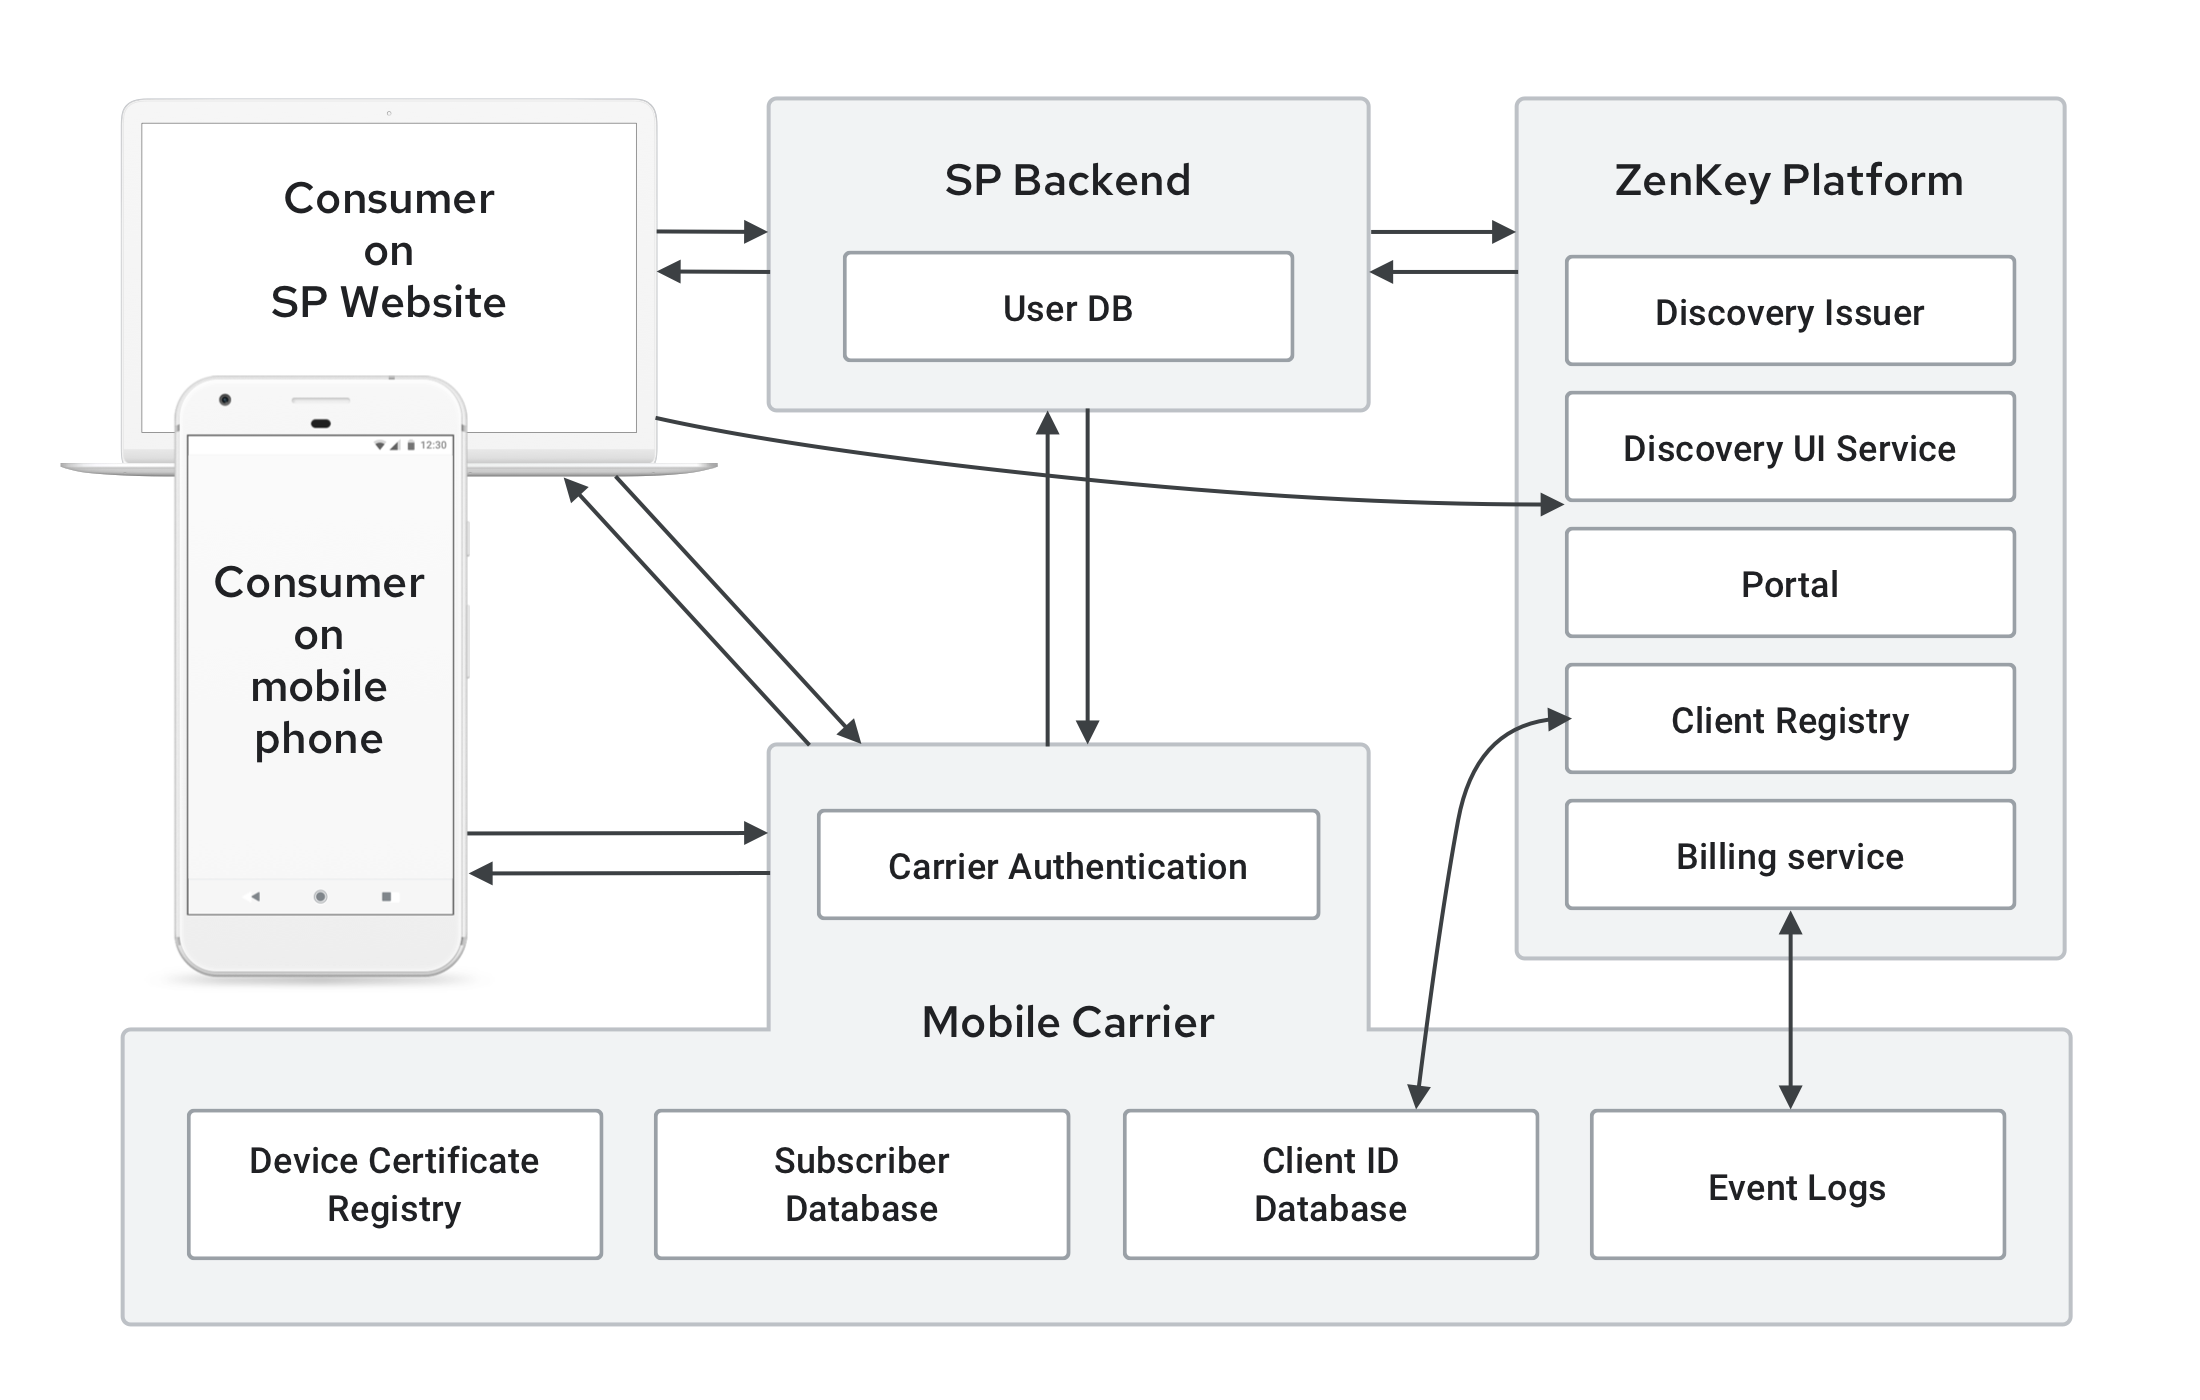 Consumer
on
SP Website
SP Backend
User DB
ZenKey Platform
Discovery Issuer
Discovery UI Service
Portal
Client Registry
Billing service
12:30
Consumer
on
mobile
phone
Carrier Authentication
Mobile Carrier
Device Certificate
Registry
Subscriber
Database
Client ID
Database
Event Logs